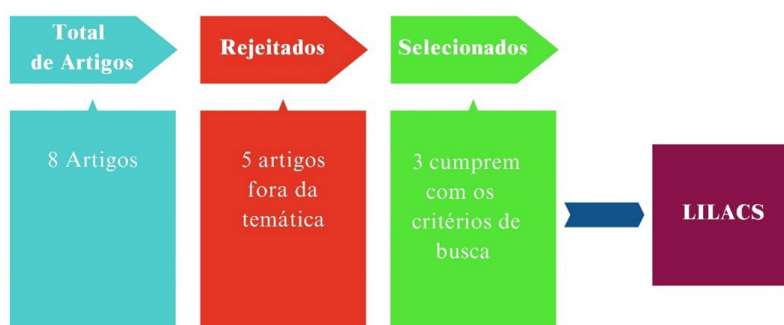 Total
de Artigos
Rejeitados
Selecionados
8 Artigos
5 artigos
fora da
temática
3 cumprem
com os
critérios de
busca
LILACS